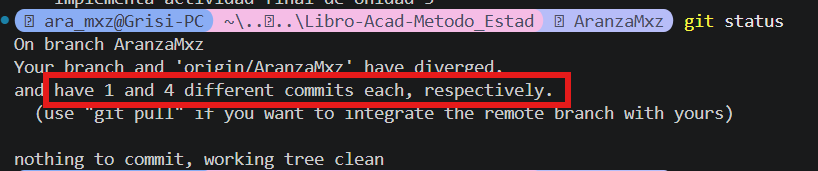 implementa actividad final de unidad 3
ara_mxz@Grisi-PC ~\..\..\Libro-Acad-Metodo_Estad AranzaMxz git status
On branch AranzaMxz
Your branch and 'origin/AranzaMxz' have diverged,
and have 1 and 4 different commits each, respectively.
(use "git pull" if you want to integrate the remote branch with yours)
nothing to commit, working tree clean